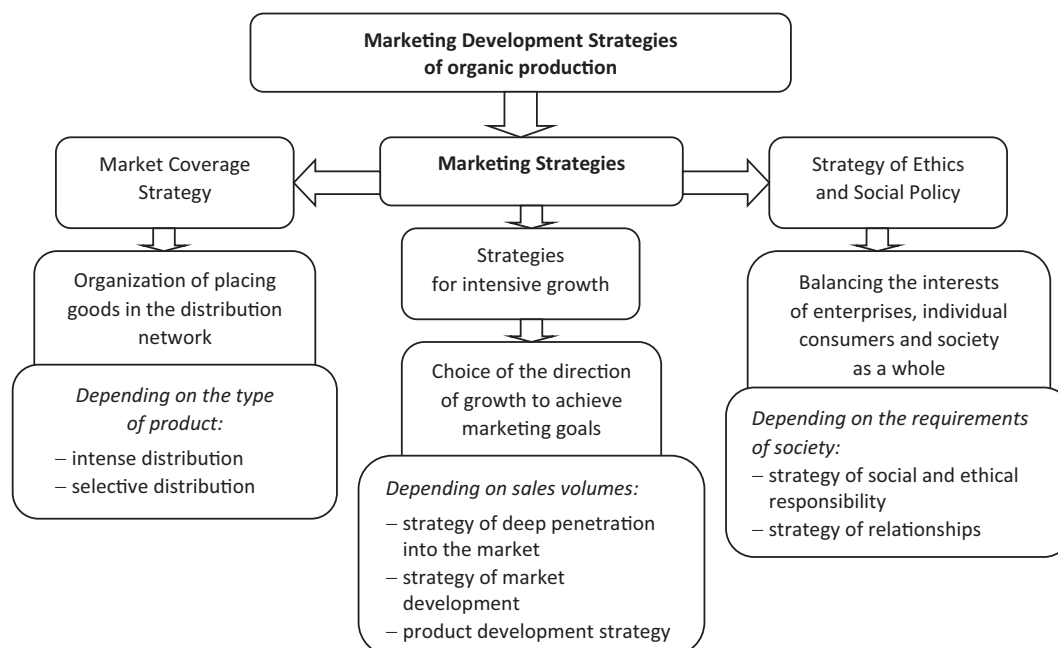 Marketing Development Strategies
of organic production
Market Coverage
Strategy
Marketing Strategies
Strategy of Ethics
and Social Policy
Organization of placing
goods in the distribution
network
Depending on the type
of product:
– intense distribution
– selective distribution
Strategies
for intensive growth
Choice of the direction
of growth to achieve
marketing goals
Depending on sales volumes:
– strategy of deep penetration
into the market
– strategy of market
development
– product development strategy
Balancing the interests
of enterprises, individual
consumers and society
as a whole
Depending on the requirements
of society:
– strategy of social and ethical
responsibility
– strategy of relationships